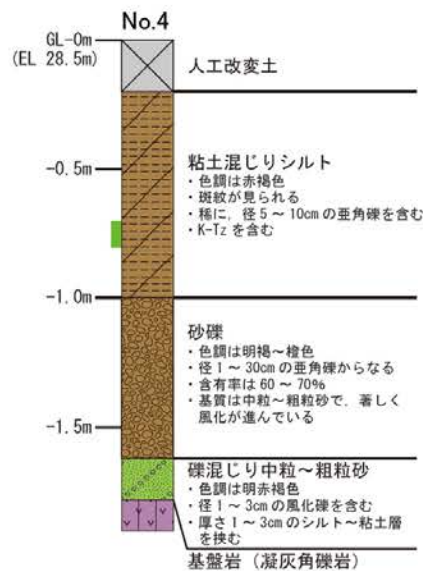 No.4
GL-0m
(EL 28.5m)
人工改変土
-0.5m
粘土混じりシルト
・色調は赤褐色
・斑紋が見られる
・稀に，径5～10cmの亜角礫を含む
・K-Tzを含む
-1.0m
砂礫
・色調は明褐～橙色
・径1～30cmの亜角礫からなる
・含有率は60～70%
・基質は中粒～粗粒砂で，著しく
風化が進んでいる
-1.5m
礫混じり中粒～粗粒砂
・色調は明赤褐色
・径1～3cmの風化礫を含む
・厚さ1～3cmのシルト～粘土層
を挟む
基盤岩（凝灰角礫岩）